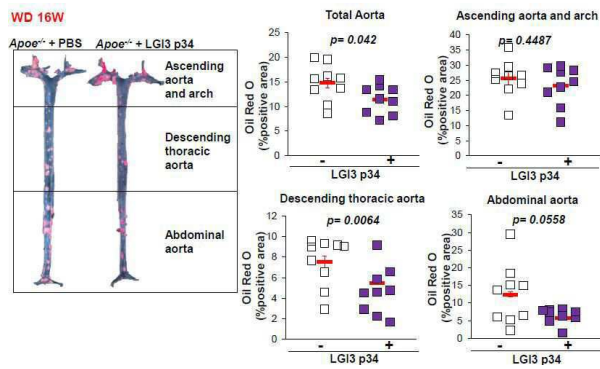 WD 16W
Apoe-/- + PBS
Apoe-/- + LGI3 p34
Ascending
aorta
and arch
Descending
thoracic
aorta
Abdominal
aorta
Total Aorta
p= 0.042
Oil Red O
(%positive area)
40
35
30
25
20
15
10
5
0
- +
LGI3 p34
Ascending aorta and arch
p= 0.4487
Oil Red O
(%positive area)
40
35
30
25
20
15
10
5
0
- +
LGI3 p34
Descending thoracic aorta
p= 0.0064
Oil Red O
(%positive area)
12
10
8
6
4
2
0
- +
LGI3 p34
Abdominal aorta
p= 0.0558
Oil Red O
(%positive area)
35
30
25
20
15
10
5
0
- +
LGI3 p34